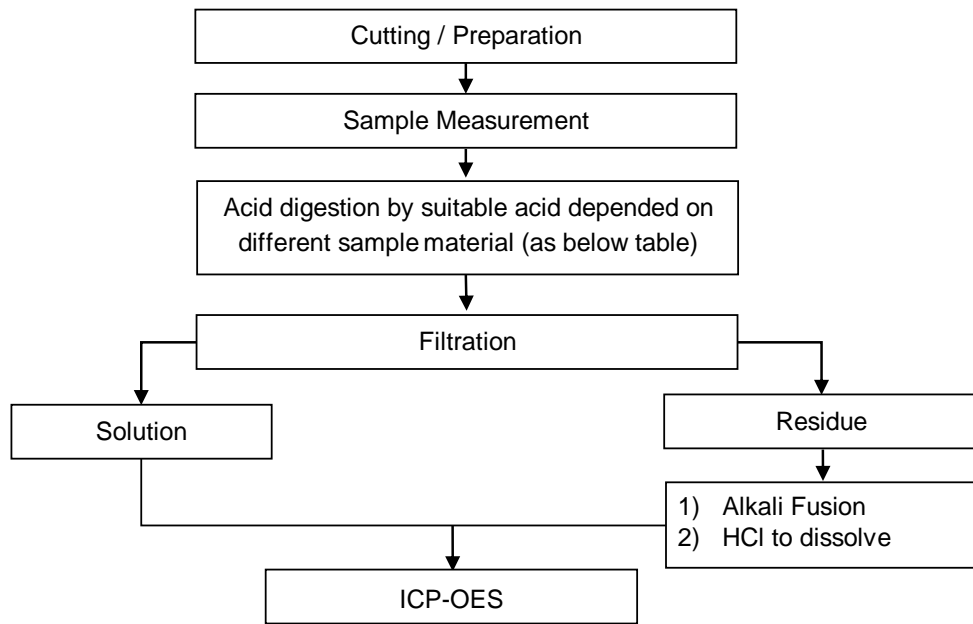 Cutting / Preparation
Sample Measurement
Acid digestion by suitable acid depended on
different sample material (as below table)
Filtration
Solution
Residue
1) Alkali Fusion
2) HCl to dissolve
ICP-OES